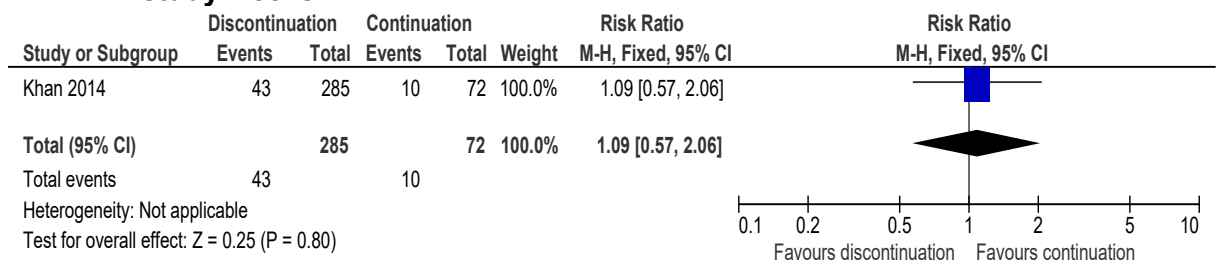 Discontinuation Continuation Risk Ratio Risk Ratio
Study or Subgroup Events Total Events Total Weight M-H, Fixed, 95% CI M-H, Fixed, 95% CI
Khan 2014 43 285 10 72 100.0% 1.09 [0.57, 2.06]
Total (95% CI) 285 72 100.0% 1.09 [0.57, 2.06]
Total events 43 10
Heterogeneity: Not applicable
Test for overall effect: Z = 0.25 (P = 0.80)
0.1 0.2 0.5 1 2 5 10
Favours discontinuation Favours continuation